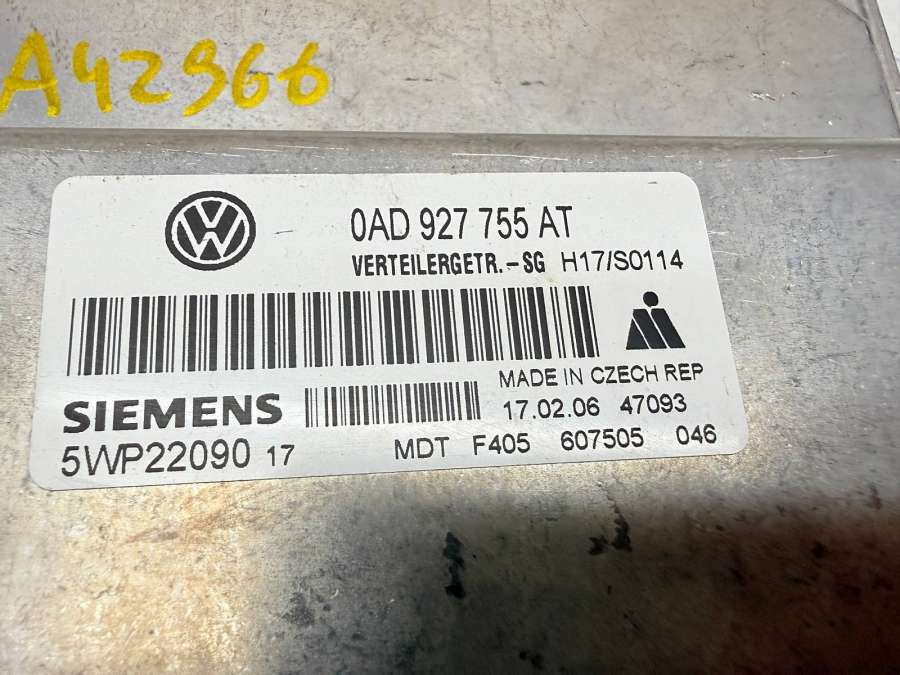 A42966
0AD 927 755 AT
VERTEILERGETR.-SG H17/S0114
MADE IN CZECH REP
SIEMENS 17.02.06 47093
5WP22090 17 MDT F405 607505 046